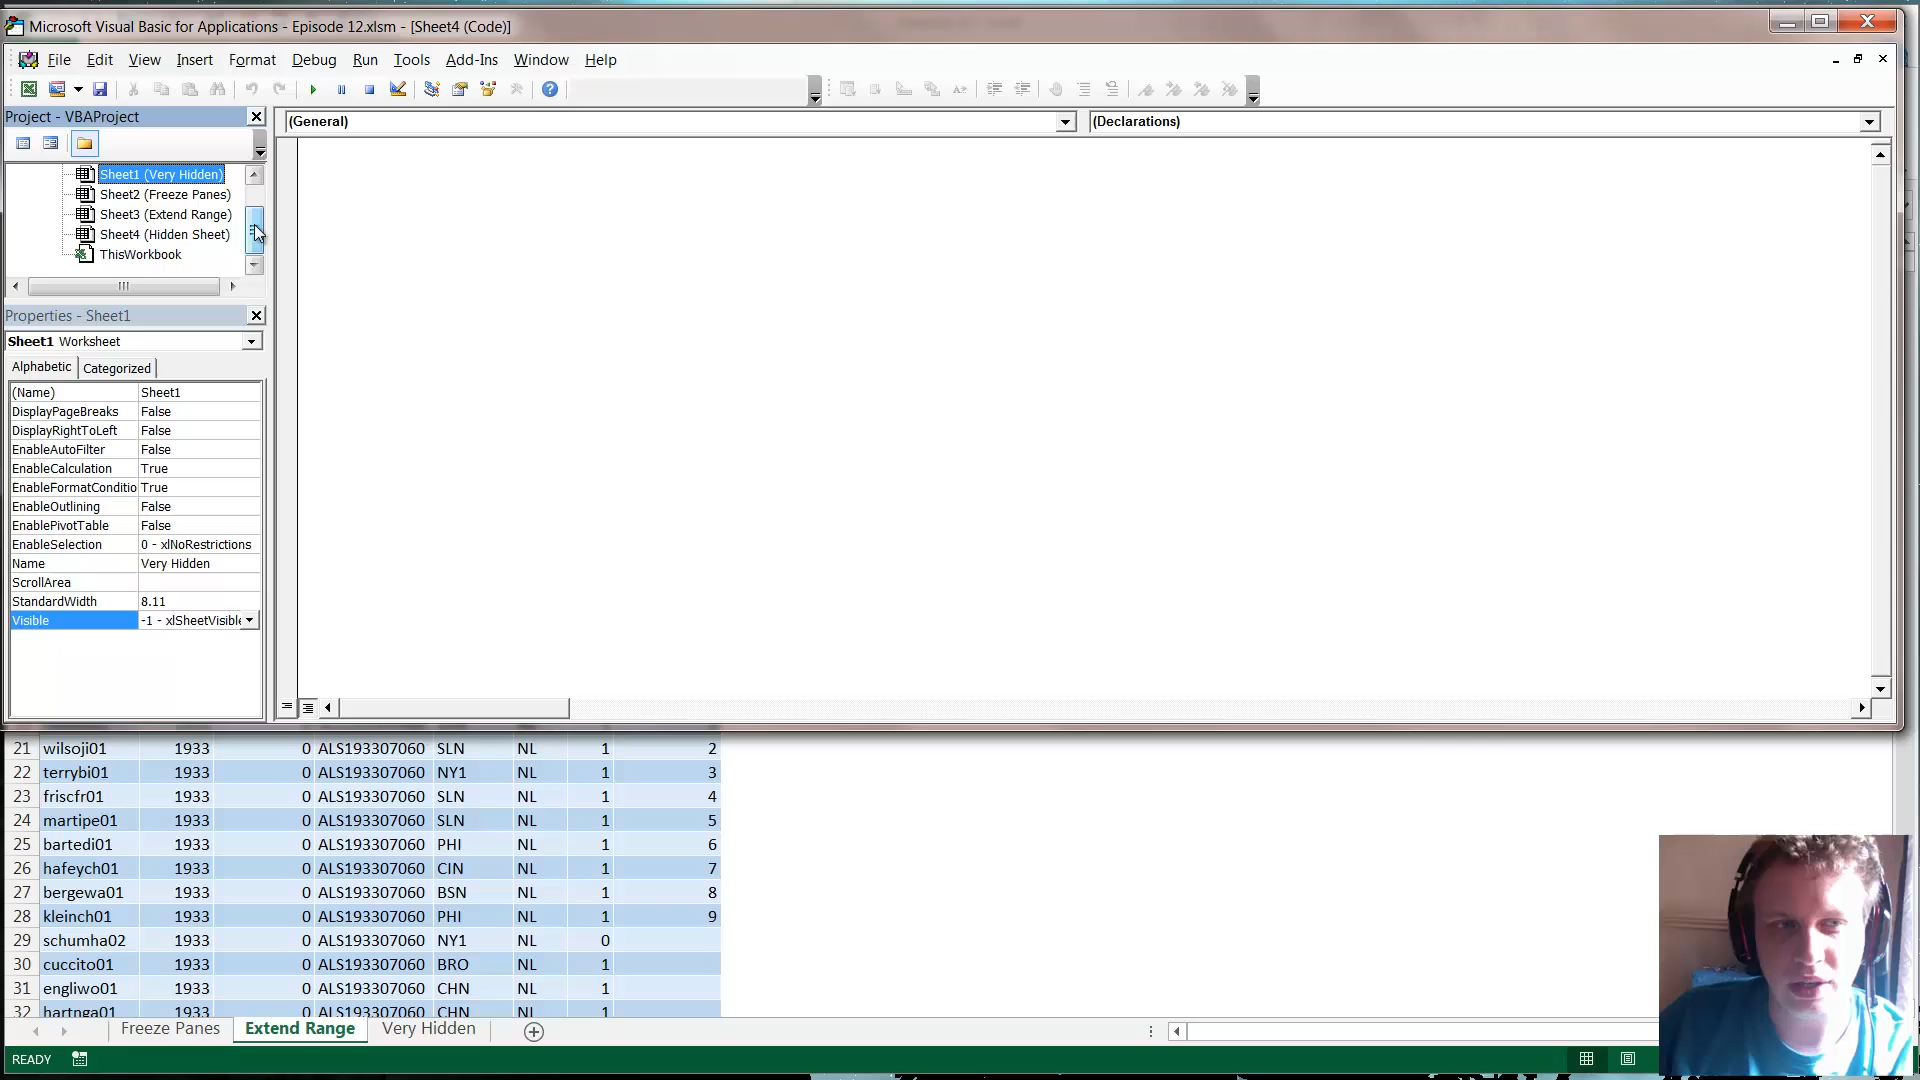 Microsoft Visual Basic for Applications - Episode 12.xlsm - [Sheet4 (Code)]
File Edit View Insert Format Debug Run Tools Add-Ins Window Help
Project - VBAProject
(General) (Declarations)
Sheet1 (Very Hidden)
Sheet2 (Freeze Panes)
Sheet3 (Extend Range)
Sheet4 (Hidden Sheet)
ThisWorkbook
Properties - Sheet1
Sheet1 Worksheet
Alphabetic Categorized
(Name) Sheet1
DisplayPageBreaks False
DisplayRightToLeft False
EnableAutoFilter False
EnableCalculation True
EnableFormatConditio True
EnableOutlining False
EnablePivotTable False
EnableSelection 0 - xlNoRestrictions
Name Very Hidden
ScrollArea
StandardWidth 8.11
Visible -1 - xlSheetVisible
21 wilsoji01 1933 0 ALS193307060 SLN NL 1 2
22 terrybi01 1933 0 ALS193307060 NY1 NL 1 3
23 friscfr01 1933 0 ALS193307060 SLN NL 1 4
24 martipe01 1933 0 ALS193307060 SLN NL 1 5
25 bartedi01 1933 0 ALS193307060 PHI NL 1 6
26 hafeych01 1933 0 ALS193307060 CIN NL 1 7
27 bergewa01 1933 0 ALS193307060 BSN NL 1 8
28 kleinch01 1933 0 ALS193307060 PHI NL 1 9
29 schumha02 1933 0 ALS193307060 NY1 NL 0
30 cuccito01 1933 0 ALS193307060 BRO NL 1
31 engliwo01 1933 0 ALS193307060 CHN NL 1
32 hartnga01 1933 0 ALS193307060 CHN NL 1
Freeze Panes Extend Range Very Hidden
READY